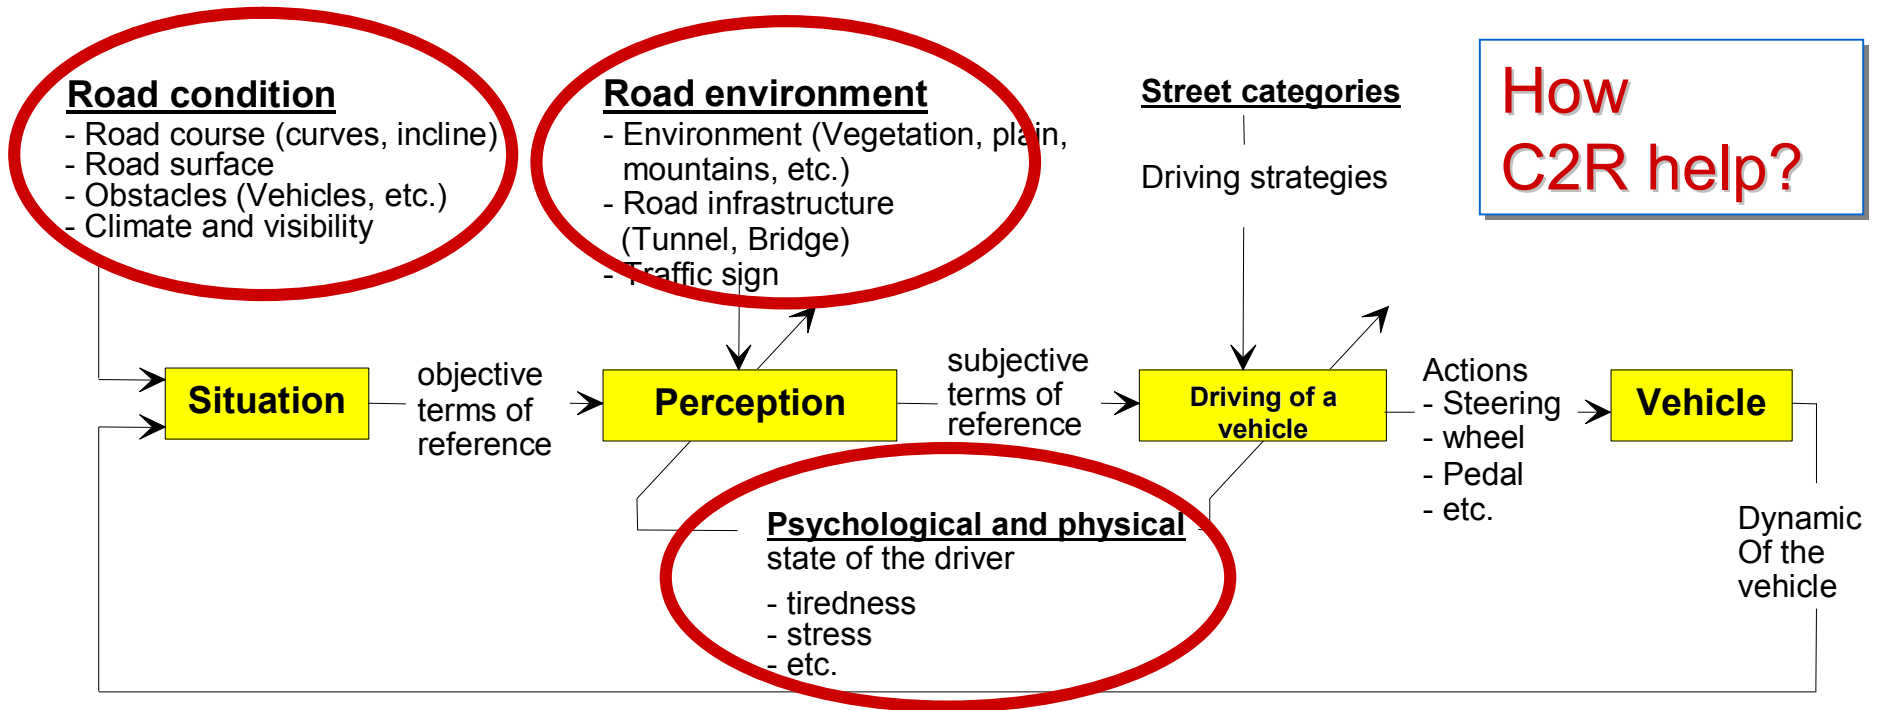 Road condition
- Road course (curves, incline)
- Road surface
- Obstacles (Vehicles, etc.)
- Climate and visibility
Road environment
- Environment (Vegetation, plain,
mountains, etc.)
- Road infrastructure
(Tunnel, Bridge)
- Traffic sign
Street categories
Driving strategies
How
C2R help?
Situation
objective
terms of
reference
Perception
subjective
terms of
reference
Driving of a
vehicle
Actions
- Steering
- wheel
- Pedal
- etc.
Vehicle
Psychological and physical
state of the driver
- tiredness
- stress
- etc.
Dynamic
Of the
vehicle